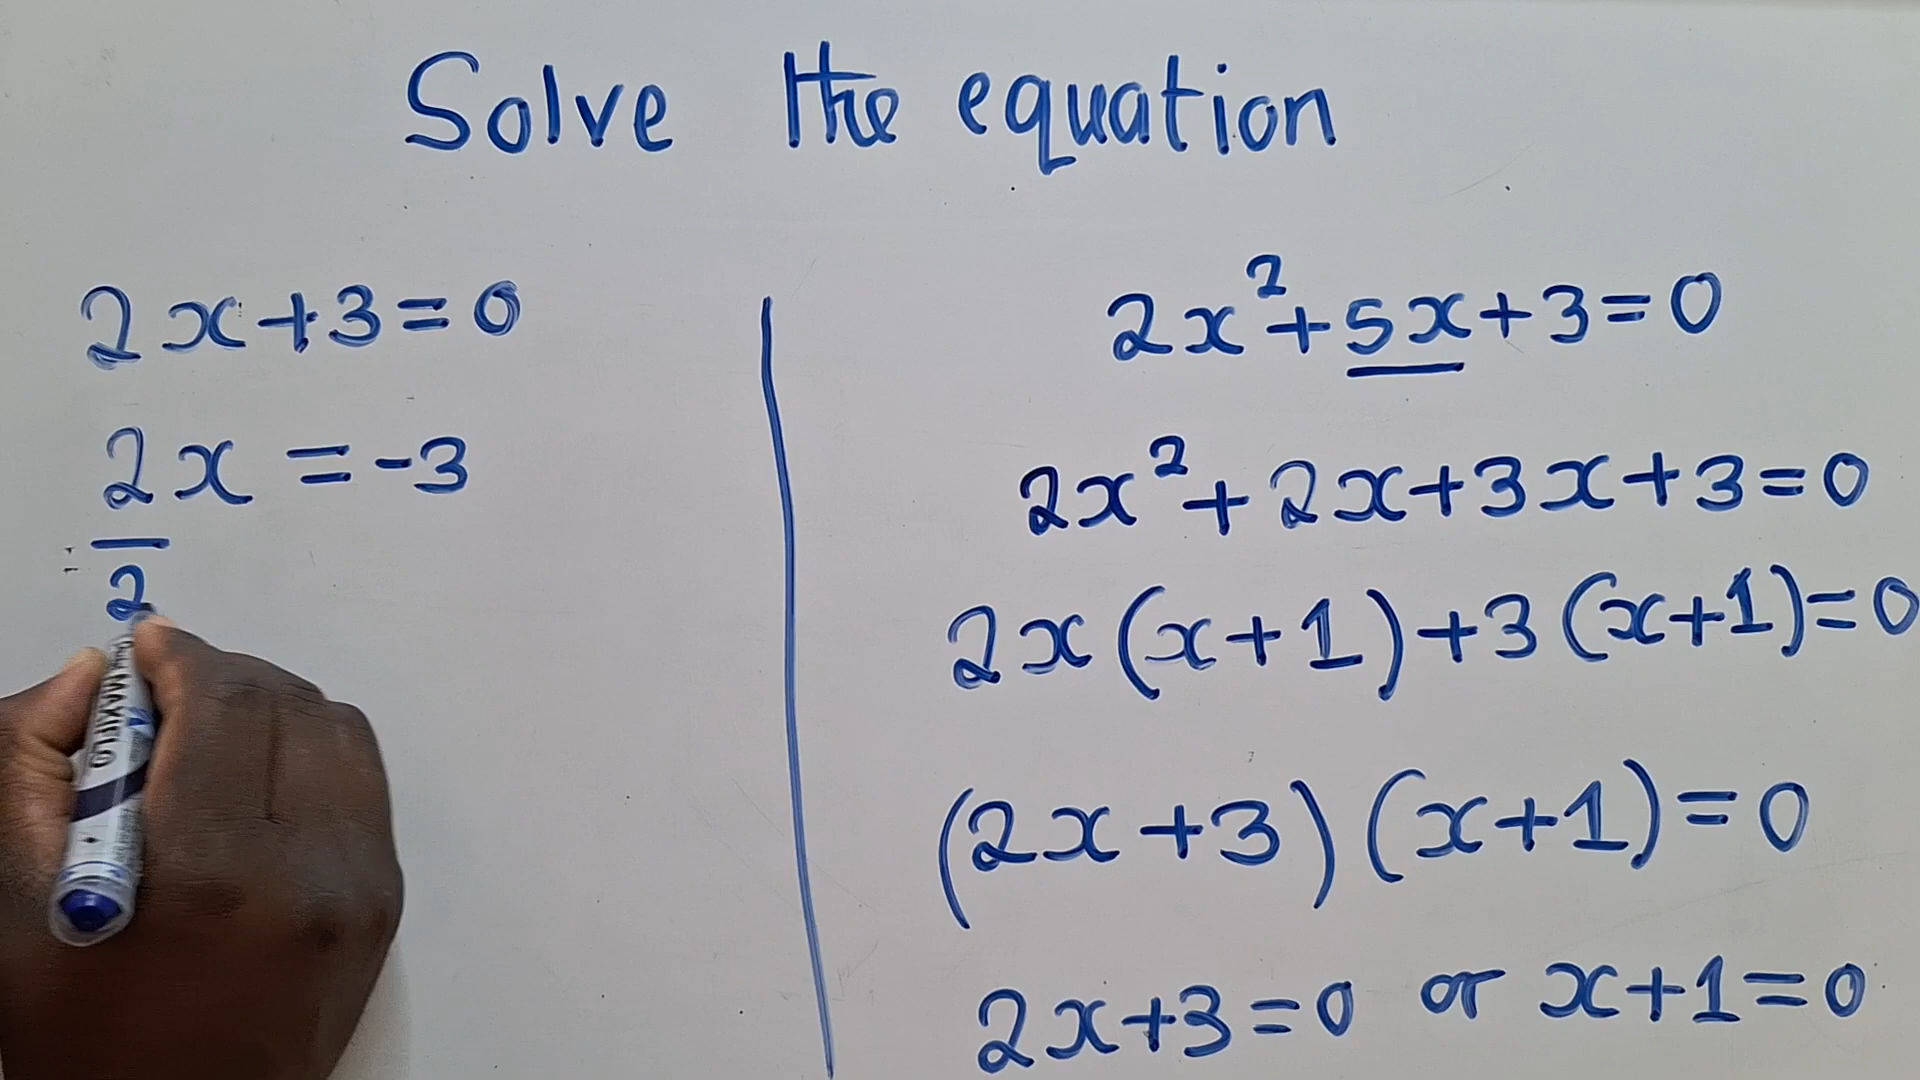 Solve the equation
2x+3=0
2x = -3
2
2x²+5x+3=0
2x²+2x+3x+3=0
2x(x+1)+3(x+1)=0
(2x+3)(x+1)=0
2x+3=0 or x+1=0